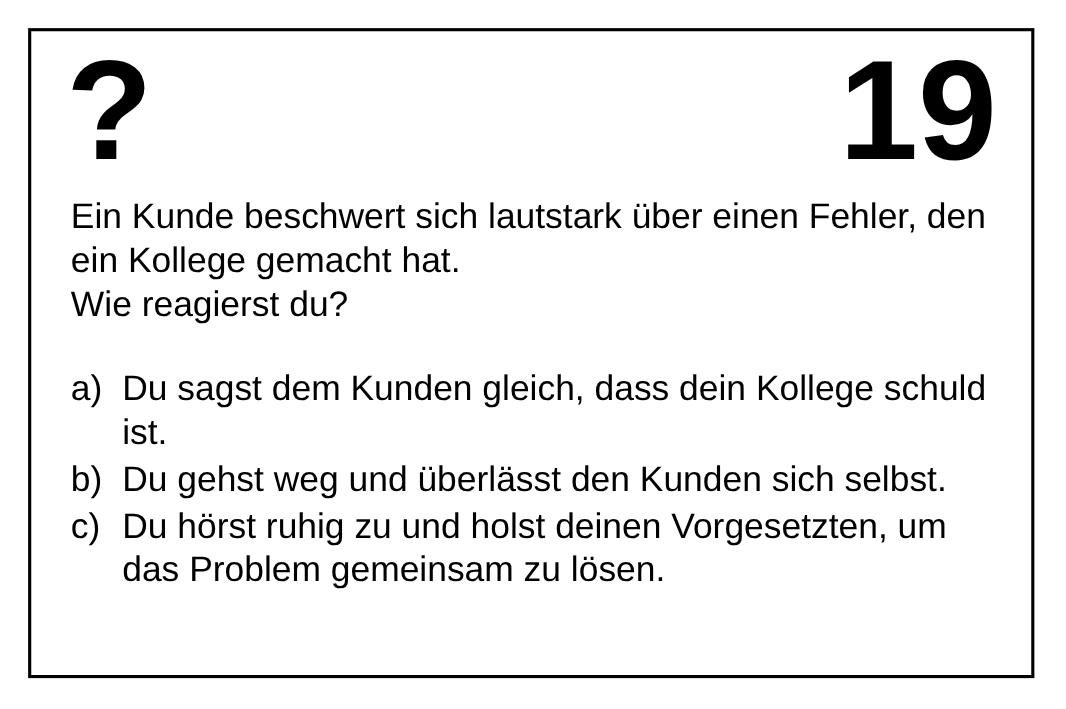 ? 19
Ein Kunde beschwert sich lautstark über einen Fehler, den
ein Kollege gemacht hat.
Wie reagierst du?
a) Du sagst dem Kunden gleich, dass dein Kollege schuld
ist.
b) Du gehst weg und überlässt den Kunden sich selbst.
c) Du hörst ruhig zu und holst deinen Vorgesetzten, um
das Problem gemeinsam zu lösen.